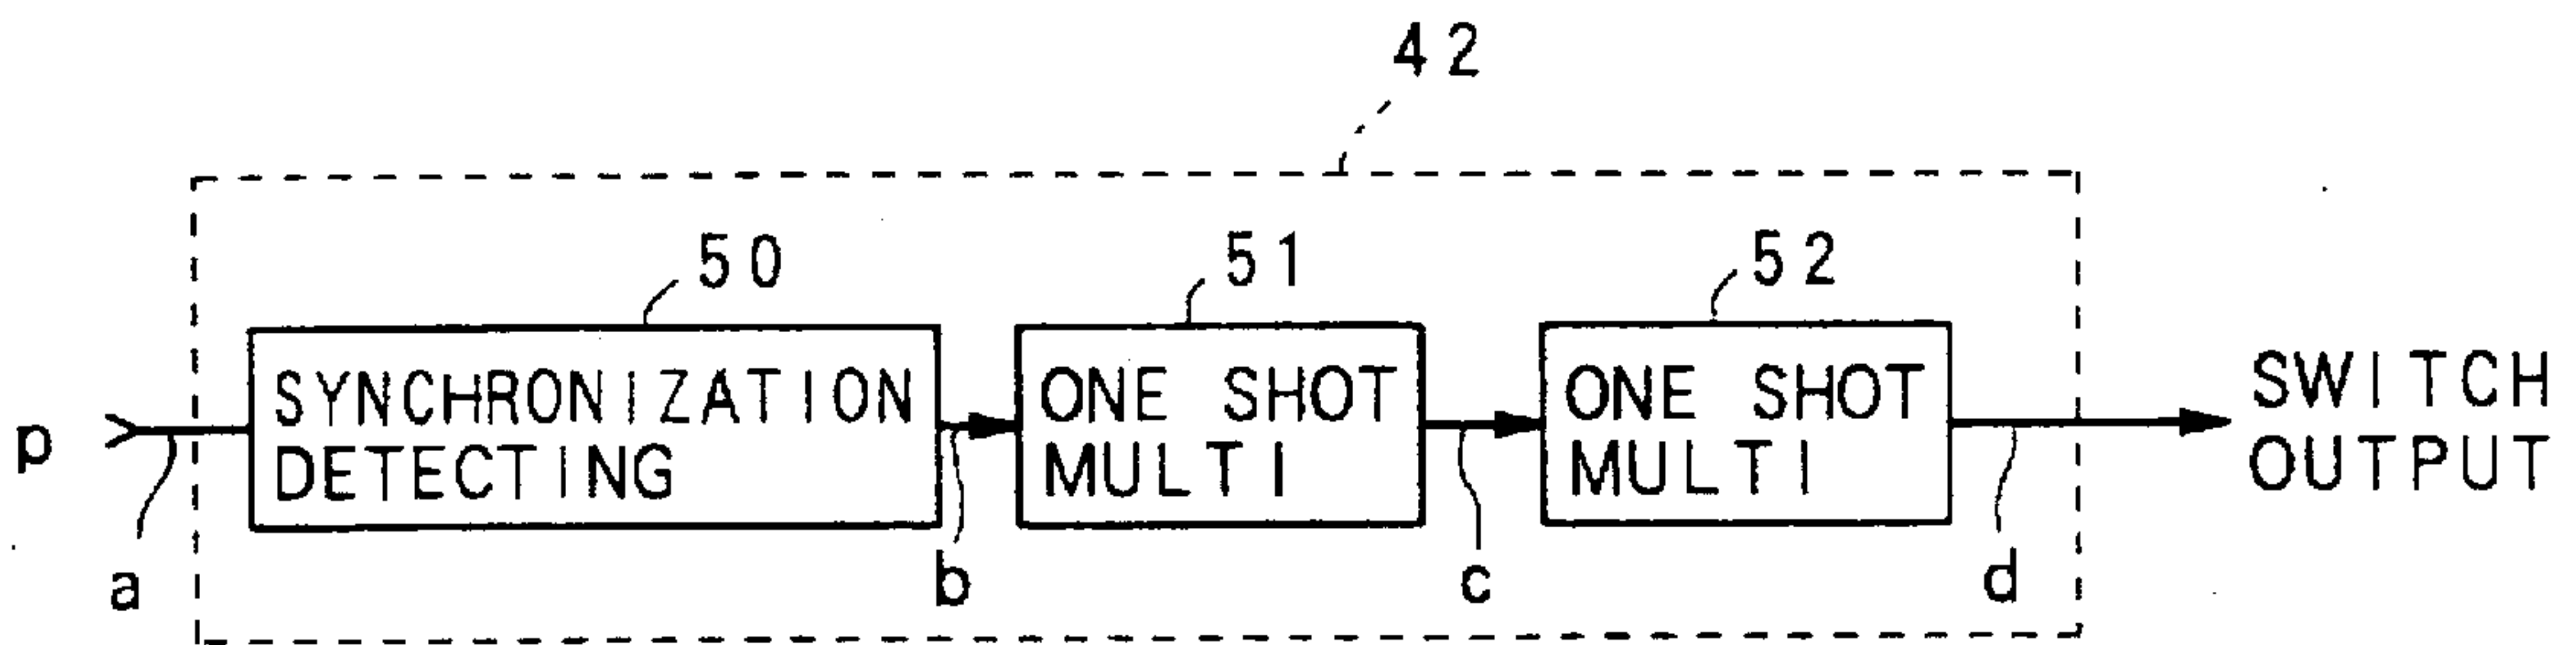 42
50
51
52
SYNCHRONIZATION
DETECTING
ONE SHOT
MULTI
ONE SHOT
MULTI
SWITCH
OUTPUT
p
a
b
c
d